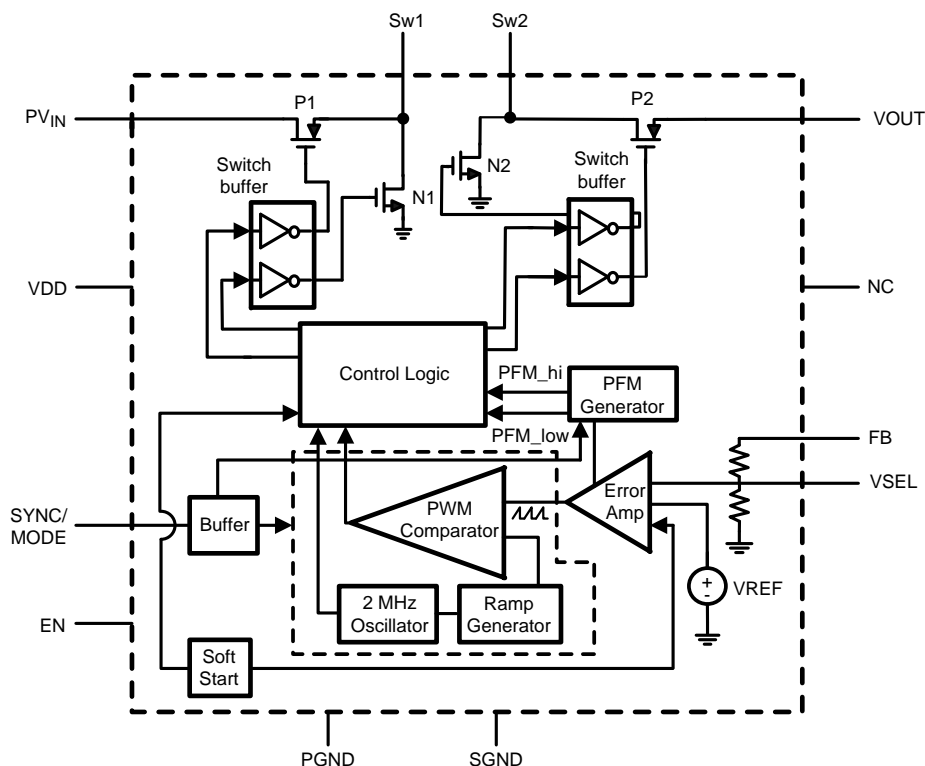 Sw1
Sw2
PVIN
P1
P2
VOUT
Switch
buffer
N1
N2
Switch
buffer
VDD
NC
Control Logic
PFM_hi
PFM
Generator
PFM_low
FB
VSEL
SYNC/
MODE
Buffer
PWM
Comparator
Error
Amp
+
-
VREF
2 MHz
Oscillator
Ramp
Generator
EN
Soft
Start
PGND
SGND